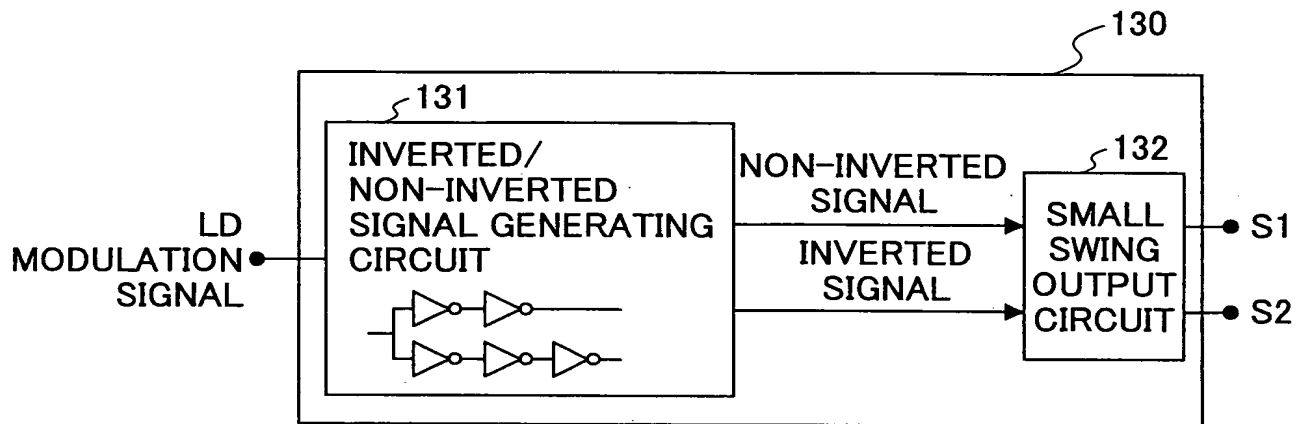 130
131
INVERTED/
NON-INVERTED
SIGNAL GENERATING
CIRCUIT
LD
MODULATION
SIGNAL
NON-INVERTED
SIGNAL
INVERTED
SIGNAL
132
SMALL
SWING
OUTPUT
CIRCUIT
S1
S2